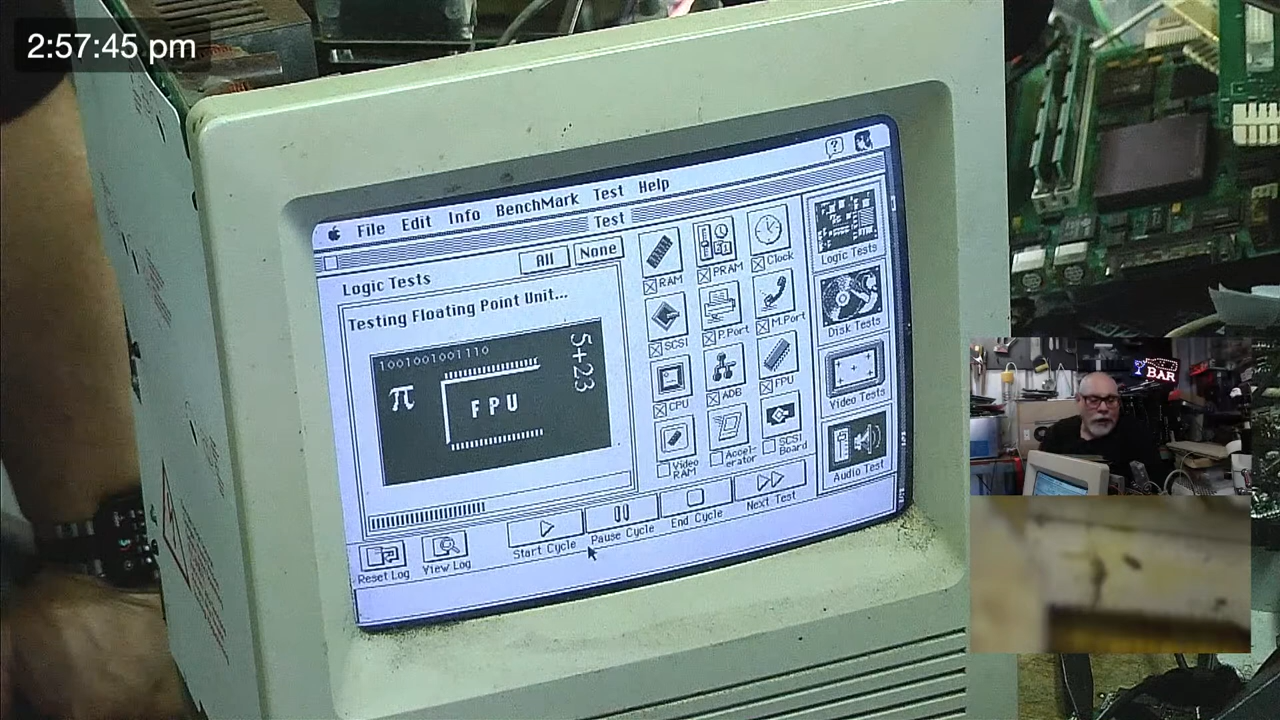 2:57:45 pm
File Edit Info BenchMark Test Help
Test
Logic Tests
All
None
Testing Floating Point Unit...
1001001001110
π
FPU
5+23
RAM
PRAM
Clock
SCSI
P.Port
M.Port
CPU
ADB
FPU
Video
RAM
Accel-
erator
SCSI
Board
Logic Tests
Disk Tests
Video Tests
Audio Test
Reset Log
View Log
Start Cycle
Pause Cycle
End Cycle
Next Test
BAR